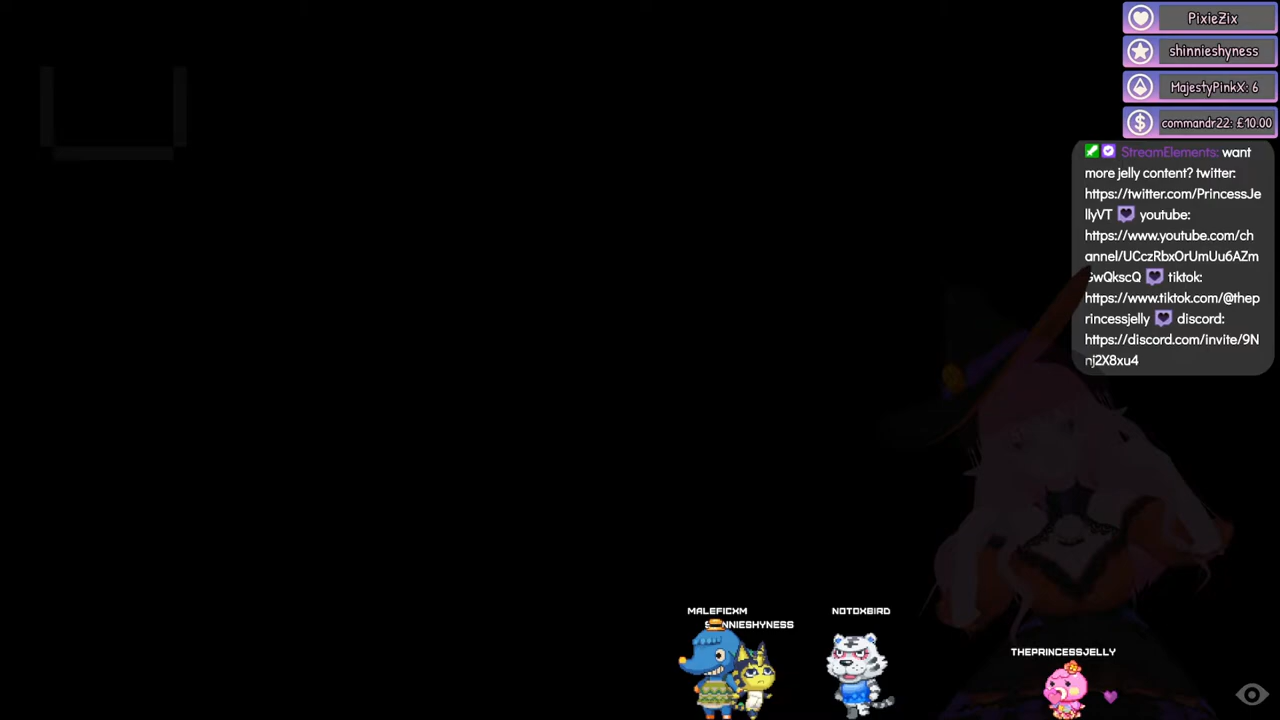 PixieZix
shinnieshyness
MajestyPinkX: 6
commandr22: £10.00
StreamElements: want
more jelly content? twitter:
https://twitter.com/PrincessJe
llyVT youtube:
https://www.youtube.com/ch
annel/UCczRbxOrUmUu6AZm
SwQkscQ tiktok:
https://www.tiktok.com/@thep
rincessjelly discord:
https://discord.com/invite/9N
nj2X8xu4
MALEFICXM
SHINNIESHYNESS
NOTOXBIRD
THEPRINCESSJELLY